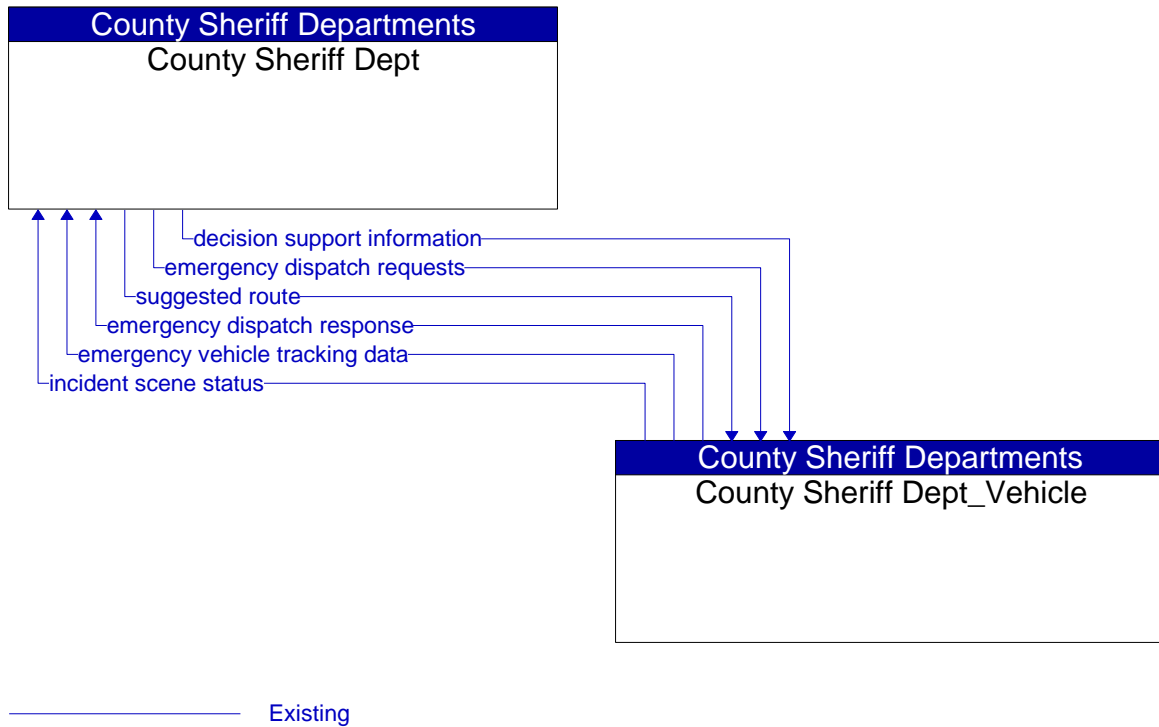 County Sheriff Departments
County Sheriff Dept
decision support information
emergency dispatch requests
suggested route
emergency dispatch response
emergency vehicle tracking data
incident scene status
County Sheriff Departments
County Sheriff Dept_Vehicle
Existing